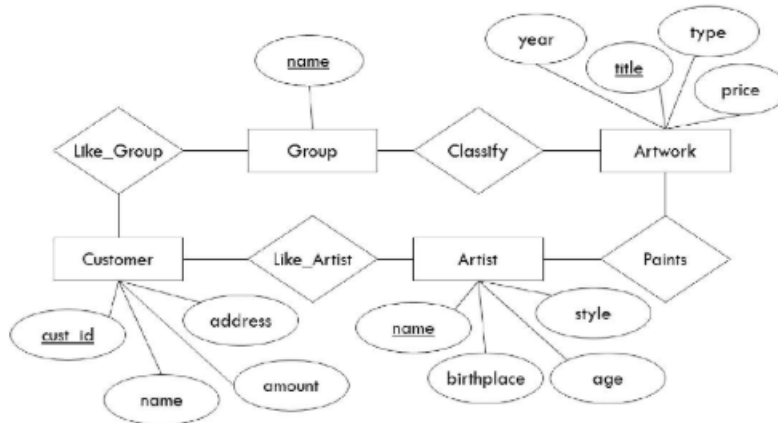 year
type
name
title
price
Like_Group
Group
Classify
Artwork
Customer
Like_Artist
Artist
Paints
address
style
cust_id
name
amount
name
birthplace
age